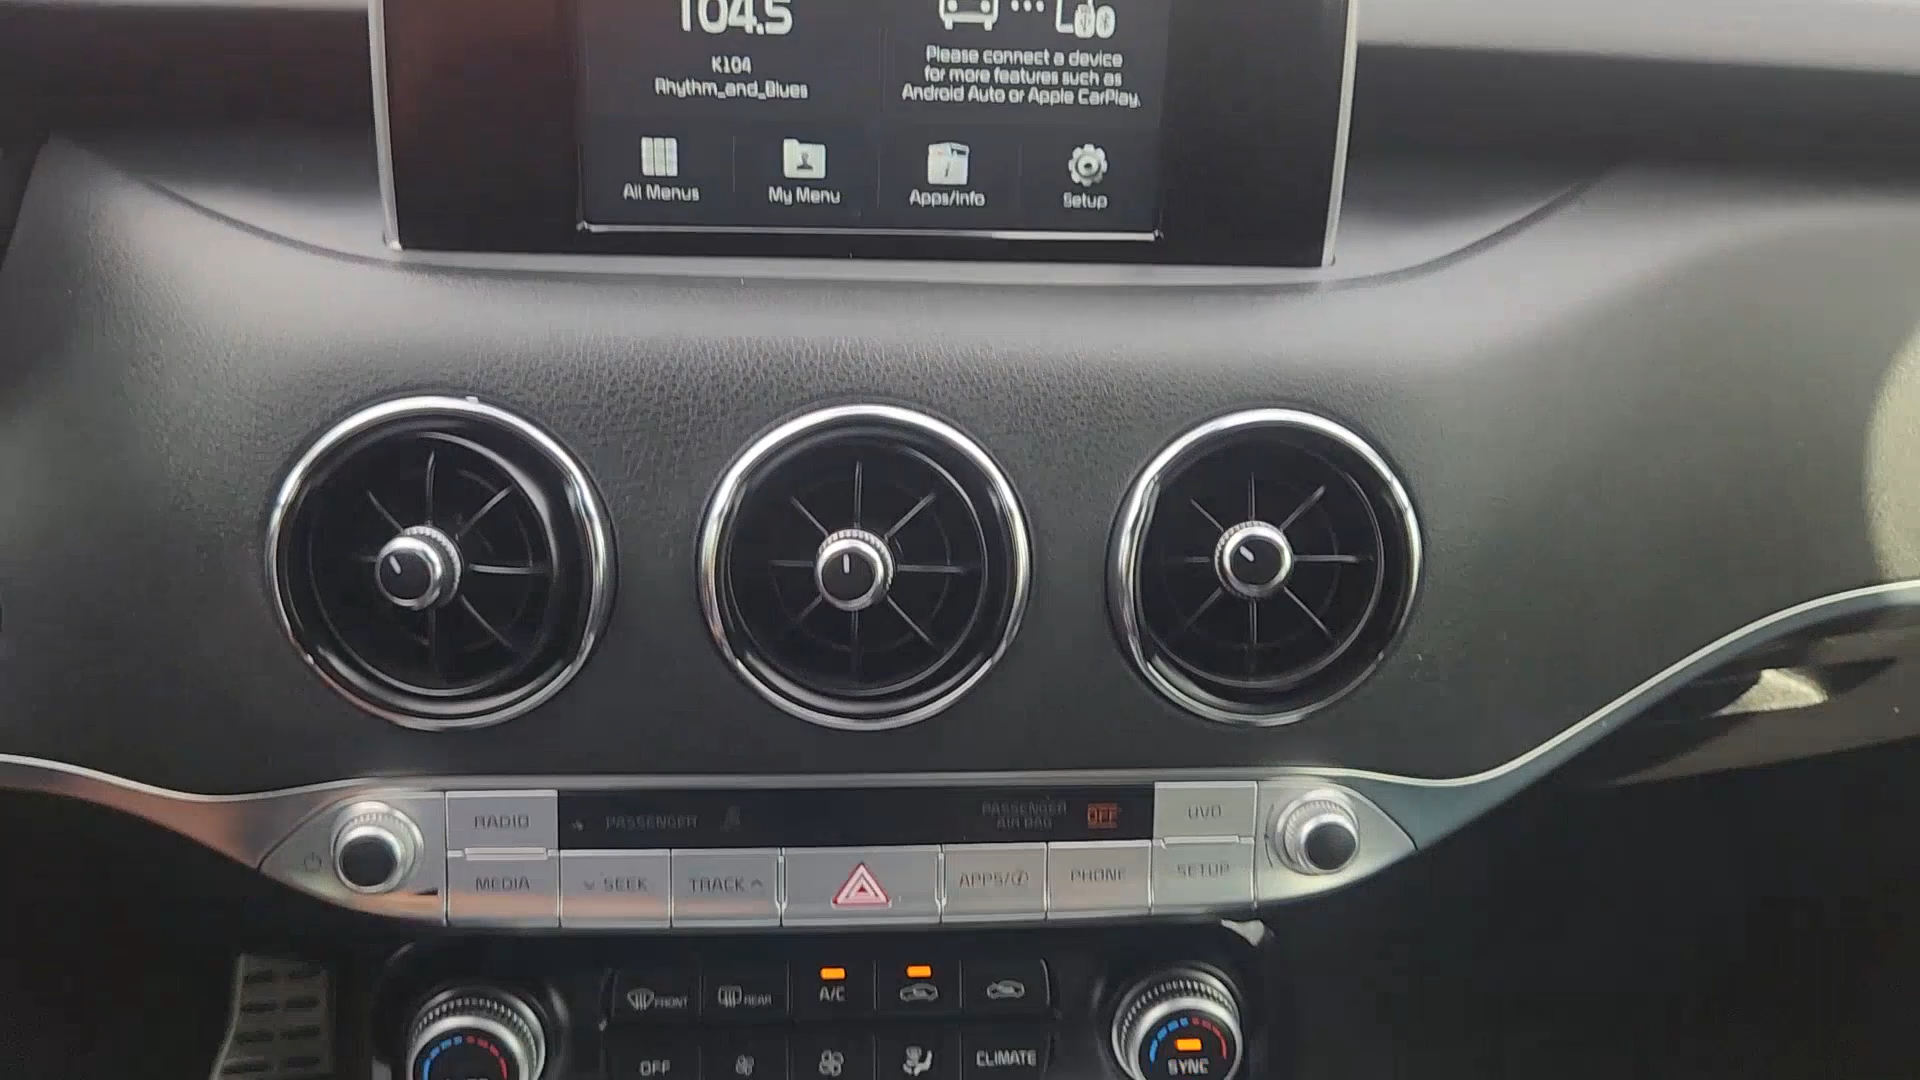 104.5
K104
Rhythm_and_Blues
Please connect a device
for more features such as
Android Auto or Apple CarPlay.
All Menus
My Menu
Apps/Info
Setup
RADIO
PASSENGER
PASSENGER
AIR BAG
OFF
UVO
MEDIA
SEEK
TRACK
APPS/
PHONE
SETUP
FRONT
REAR
A/C
OFF
CLIMATE
SYNC